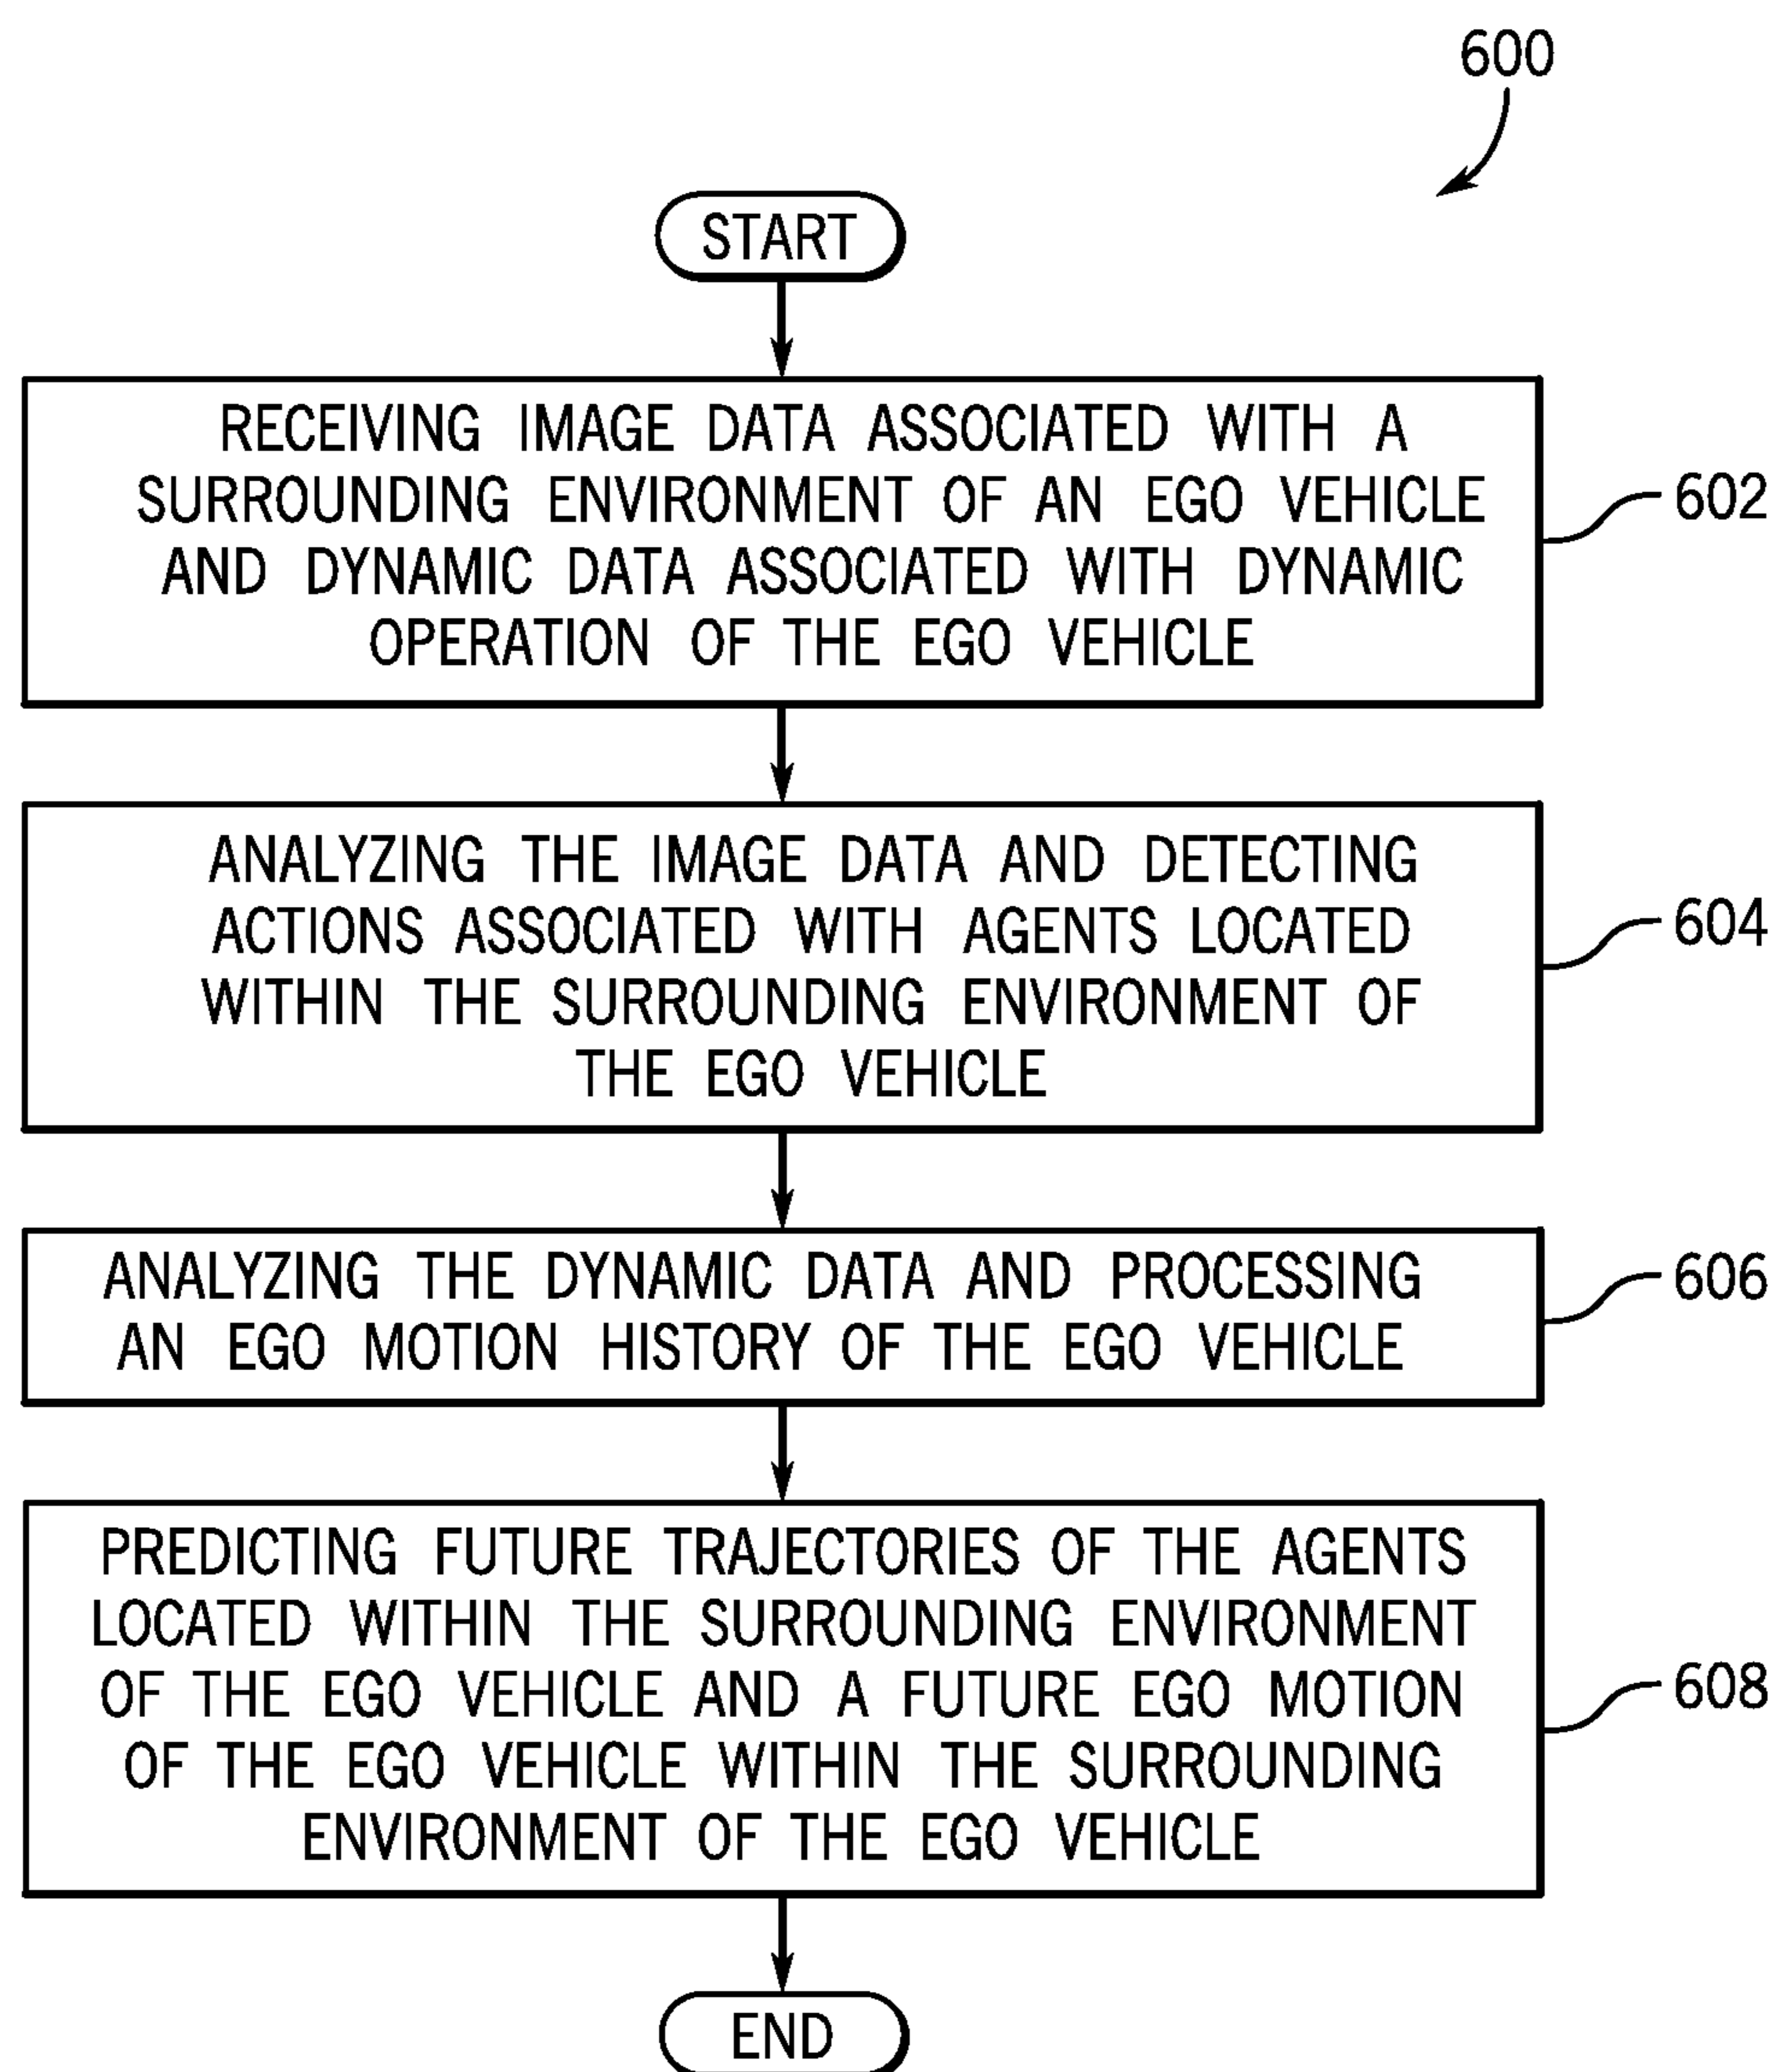 600
START
RECEIVING IMAGE DATA ASSOCIATED WITH A
SURROUNDING ENVIRONMENT OF AN EGO VEHICLE
AND DYNAMIC DATA ASSOCIATED WITH DYNAMIC
OPERATION OF THE EGO VEHICLE
602
ANALYZING THE IMAGE DATA AND DETECTING
ACTIONS ASSOCIATED WITH AGENTS LOCATED
WITHIN THE SURROUNDING ENVIRONMENT OF
THE EGO VEHICLE
604
ANALYZING THE DYNAMIC DATA AND PROCESSING
AN EGO MOTION HISTORY OF THE EGO VEHICLE
606
PREDICTING FUTURE TRAJECTORIES OF THE AGENTS
LOCATED WITHIN THE SURROUNDING ENVIRONMENT
OF THE EGO VEHICLE AND A FUTURE EGO MOTION
OF THE EGO VEHICLE WITHIN THE SURROUNDING
ENVIRONMENT OF THE EGO VEHICLE
608
END